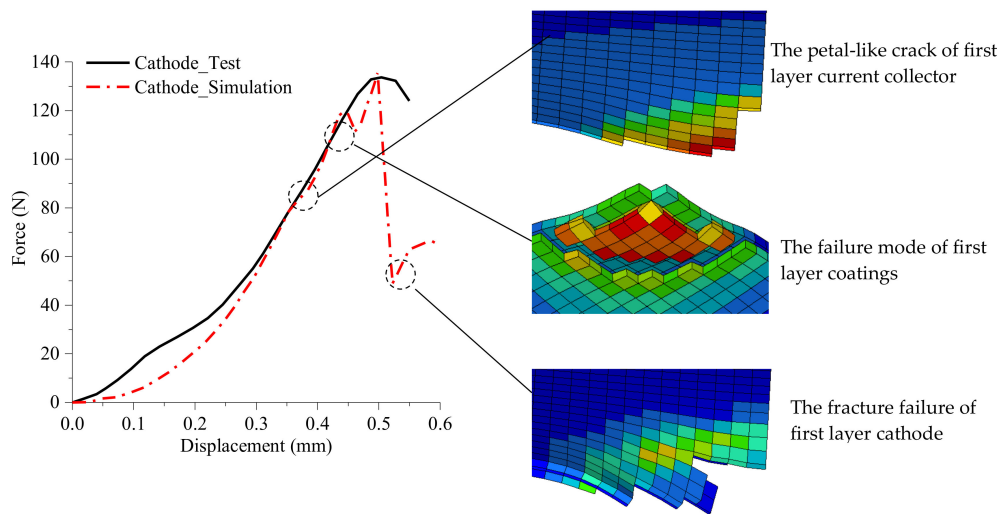 Cathode_Test
Cathode_Simulation
Force (N)
140
120
100
80
60
40
20
0
0.0
0.1
0.2
0.3
0.4
0.5
0.6
Displacement (mm)
The petal-like crack of first
layer current collector
The failure mode of first
layer coatings
The fracture failure of
first layer cathode